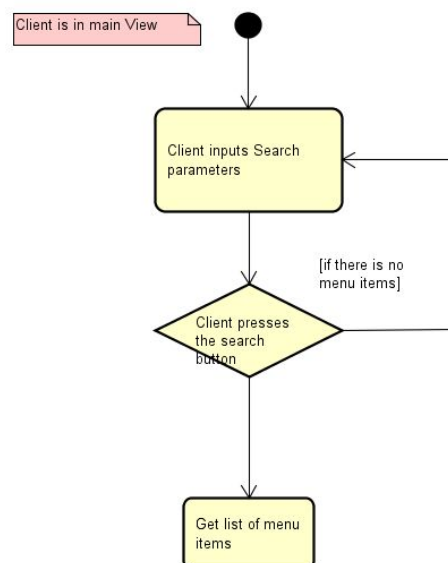 Client is in main View
Client inputs Search
parameters
[if there is no
menu items]
Client presses
the search
button
Get list of menu
items